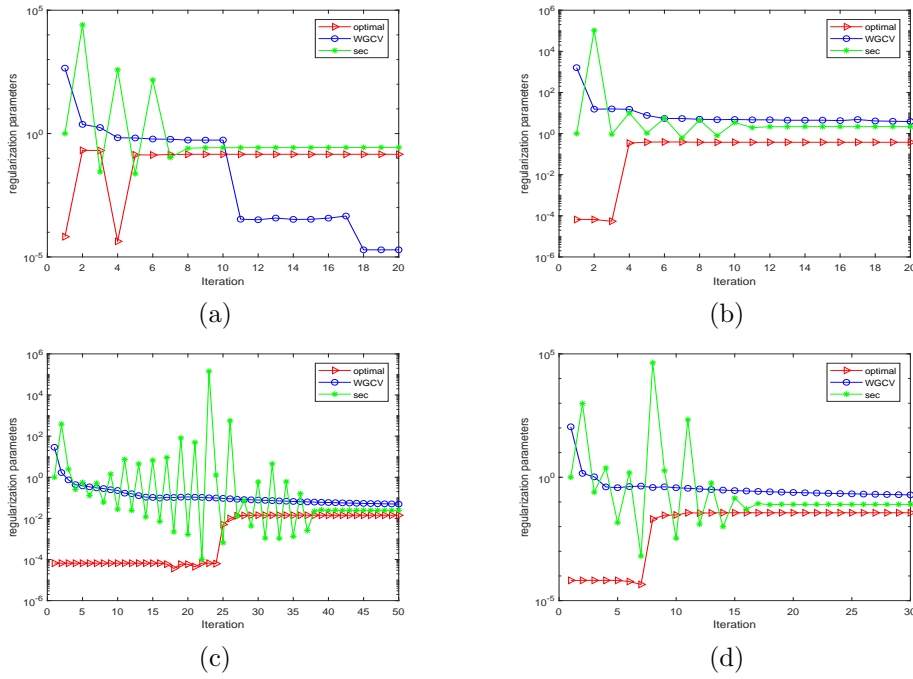 10^5
10^0
10^-5
regularization parameters
0 2 4 6 8 10 12 14 16 18 20
Iteration
optimal
WGCV
sec
(a)
10^6
10^4
10^2
10^0
10^-2
10^-4
10^-6
regularization parameters
0 2 4 6 8 10 12 14 16 18 20
Iteration
optimal
WGCV
sec
(b)
10^6
10^4
10^2
10^0
10^-2
10^-4
10^-6
regularization parameters
0 5 10 15 20 25 30 35 40 45 50
Iteration
optimal
WGCV
sec
(c)
10^5
10^0
10^-5
regularization parameters
0 5 10 15 20 25 30
Iteration
optimal
WGCV
sec
(d)